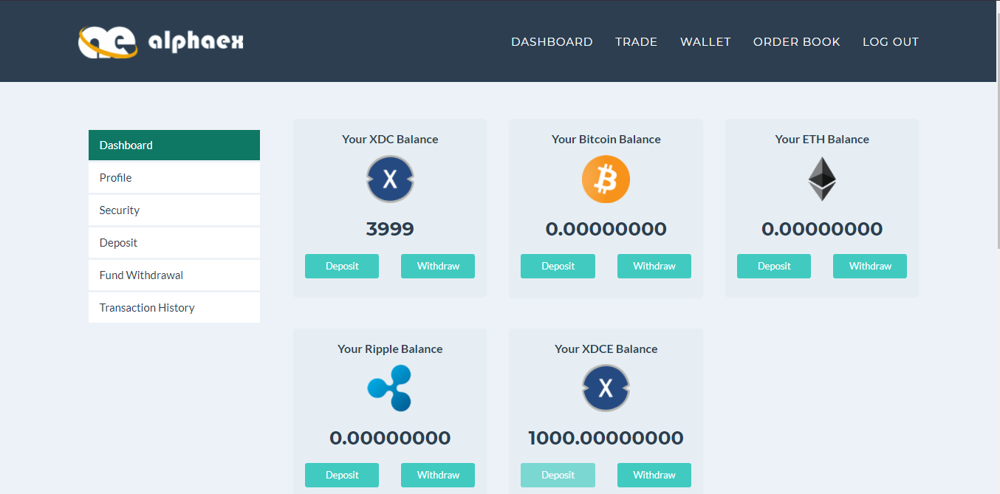 alphaex
DASHBOARD TRADE WALLET ORDER BOOK LOG OUT
Dashboard
Profile
Security
Deposit
Fund Withdrawal
Transaction History
Your XDC Balance
X
3999
Deposit Withdraw
Your Bitcoin Balance
0.00000000
Deposit Withdraw
Your ETH Balance
0.00000000
Deposit Withdraw
Your Ripple Balance
0.00000000
Deposit Withdraw
Your XDCE Balance
X
1000.00000000
Deposit Withdraw